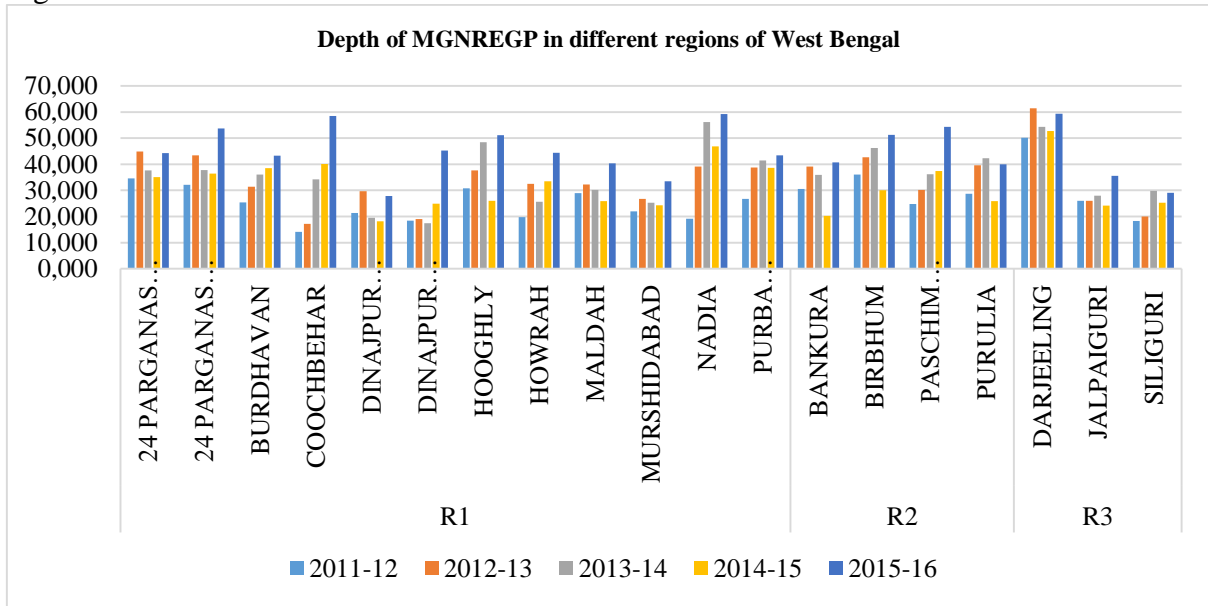 Depth of MGNREGP in different regions of West Bengal
70,000
60,000
50,000
40,000
30,000
20,000
10,000
0,000
24 PARGANAS…
24 PARGANAS…
BURDHAVAN
COOCHBEHAR
DINAJPUR…
DINAJPUR…
HOOGHLY
HOWRAH
MALDAH
MURSHIDABAD
NADIA
PURBA…
BANKURA
BIRBHUM
PASCHIM…
PURULIA
DARJEELING
JALPAIGURI
SILIGURI
R1 R2 R3
2011-12 2012-13 2013-14 2014-15 2015-16